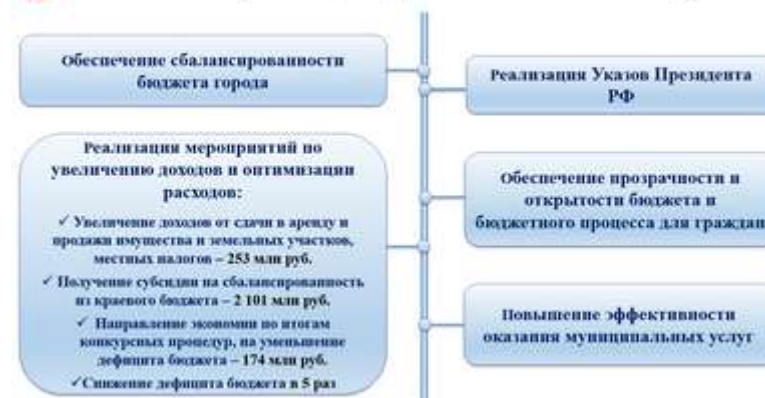 Обеспечение сбалансированности
бюджета города
Реализация мероприятий по
увеличению доходов и оптимизации
расходов:
✓ Увеличение доходов от сдачи в аренду и
продажи имущества и земельных участков,
местных налогов – 253 млн руб.
✓ Получение субсидии на сбалансированность
из краевого бюджета – 2 101 млн руб.
✓ Направление экономии по итогам
конкурсных процедур, на уменьшение
дефицита бюджета – 174 млн руб.
✓Снижение дефицита бюджета в 5 раз
Реализация Указов Президента
РФ
Обеспечение прозрачности и
открытости бюджета и
бюджетного процесса для граждан
Повышение эффективности
оказания муниципальных услуг